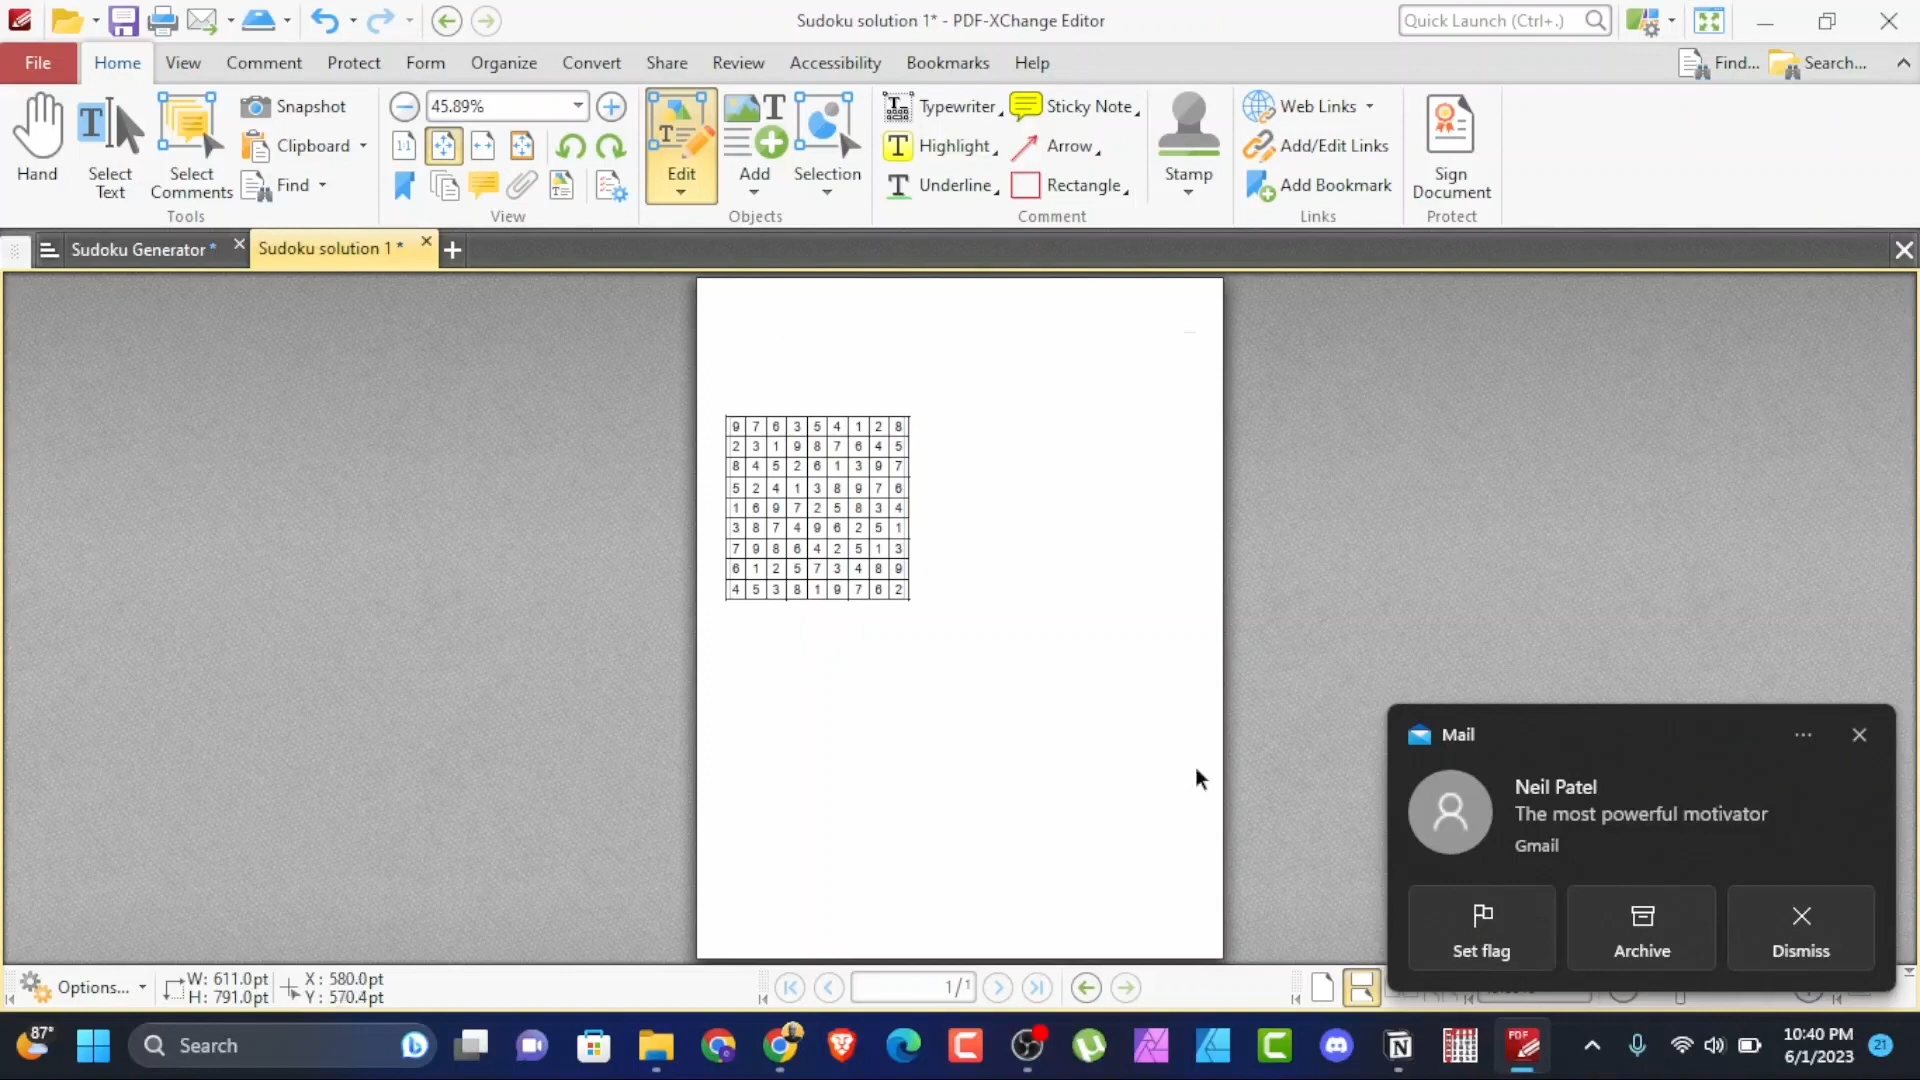 Sudoku solution 1* - PDF-XChange Editor
Quick Launch (Ctrl+.)
File Home View Comment Protect Form Organize Convert Share Review Accessibility Bookmarks Help Find... Search...
Hand
Select Text
Select Comments
Snapshot
Clipboard
Find
Tools
45.89%
1:1
View
Edit
Add
Selection
Objects
Typewriter
Sticky Note
Highlight
Arrow
Underline
Rectangle
Comment
Stamp
Web Links
Add/Edit Links
Add Bookmark
Links
Sign Document
Protect
Sudoku Generator *
Sudoku solution 1 *
9 7 6 3 5 4 1 2 8
2 3 1 9 8 7 6 4 5
8 4 5 2 6 1 3 9 7
5 2 4 1 3 8 9 7 6
1 6 9 7 2 5 8 3 4
3 8 7 4 9 6 2 5 1
7 9 8 6 4 2 5 1 3
6 1 2 5 7 3 4 8 9
4 5 3 8 1 9 7 6 2
Mail
Neil Patel
The most powerful motivator
Gmail
Set flag
Archive
Dismiss
Options...
W: 611.0pt
H: 791.0pt
X: 580.0pt
Y: 570.4pt
1/1
87°
Search
PDF
10:40 PM
6/1/2023
21